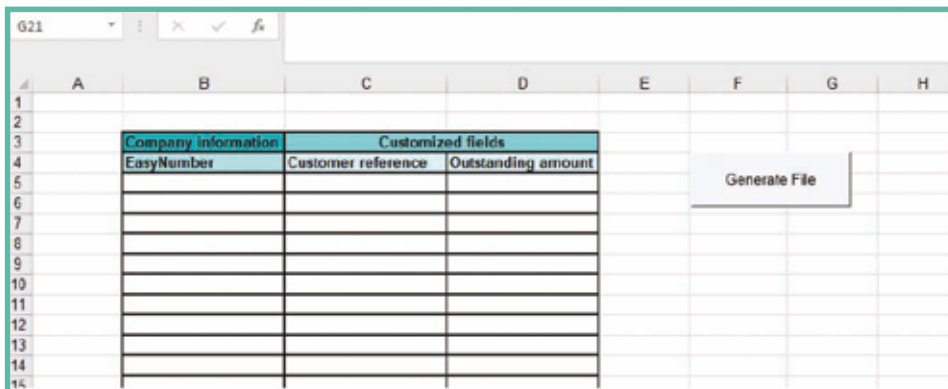 G21 fx
A B C D E F G H
1
2
3 Company information Customized fields
4 EasyNumber Customer reference Outstanding amount
5 Generate File
6
7
8
9
10
11
12
13
14
15